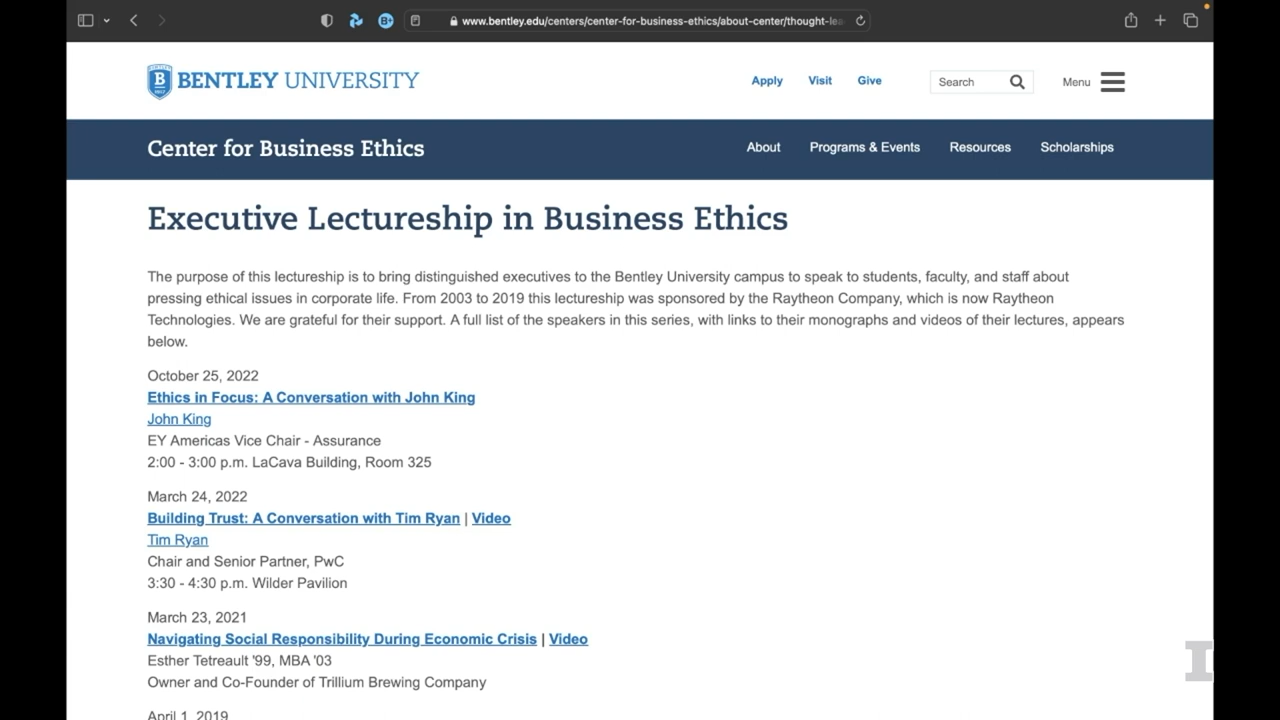 www.bentley.edu/centers/center-for-business-ethics/about-center/thought-lea
B BENTLEY UNIVERSITY
Apply Visit Give Search Menu
Center for Business Ethics
About Programs & Events Resources Scholarships
Executive Lectureship in Business Ethics
The purpose of this lectureship is to bring distinguished executives to the Bentley University campus to speak to students, faculty, and staff about
pressing ethical issues in corporate life. From 2003 to 2019 this lectureship was sponsored by the Raytheon Company, which is now Raytheon
Technologies. We are grateful for their support. A full list of the speakers in this series, with links to their monographs and videos of their lectures, appears
below.
October 25, 2022
Ethics in Focus: A Conversation with John King
John King
EY Americas Vice Chair - Assurance
2:00 - 3:00 p.m. LaCava Building, Room 325
March 24, 2022
Building Trust: A Conversation with Tim Ryan | Video
Tim Ryan
Chair and Senior Partner, PwC
3:30 - 4:30 p.m. Wilder Pavilion
March 23, 2021
Navigating Social Responsibility During Economic Crisis | Video
Esther Tetreault '99, MBA '03
Owner and Co-Founder of Trillium Brewing Company
April 1, 2019
I